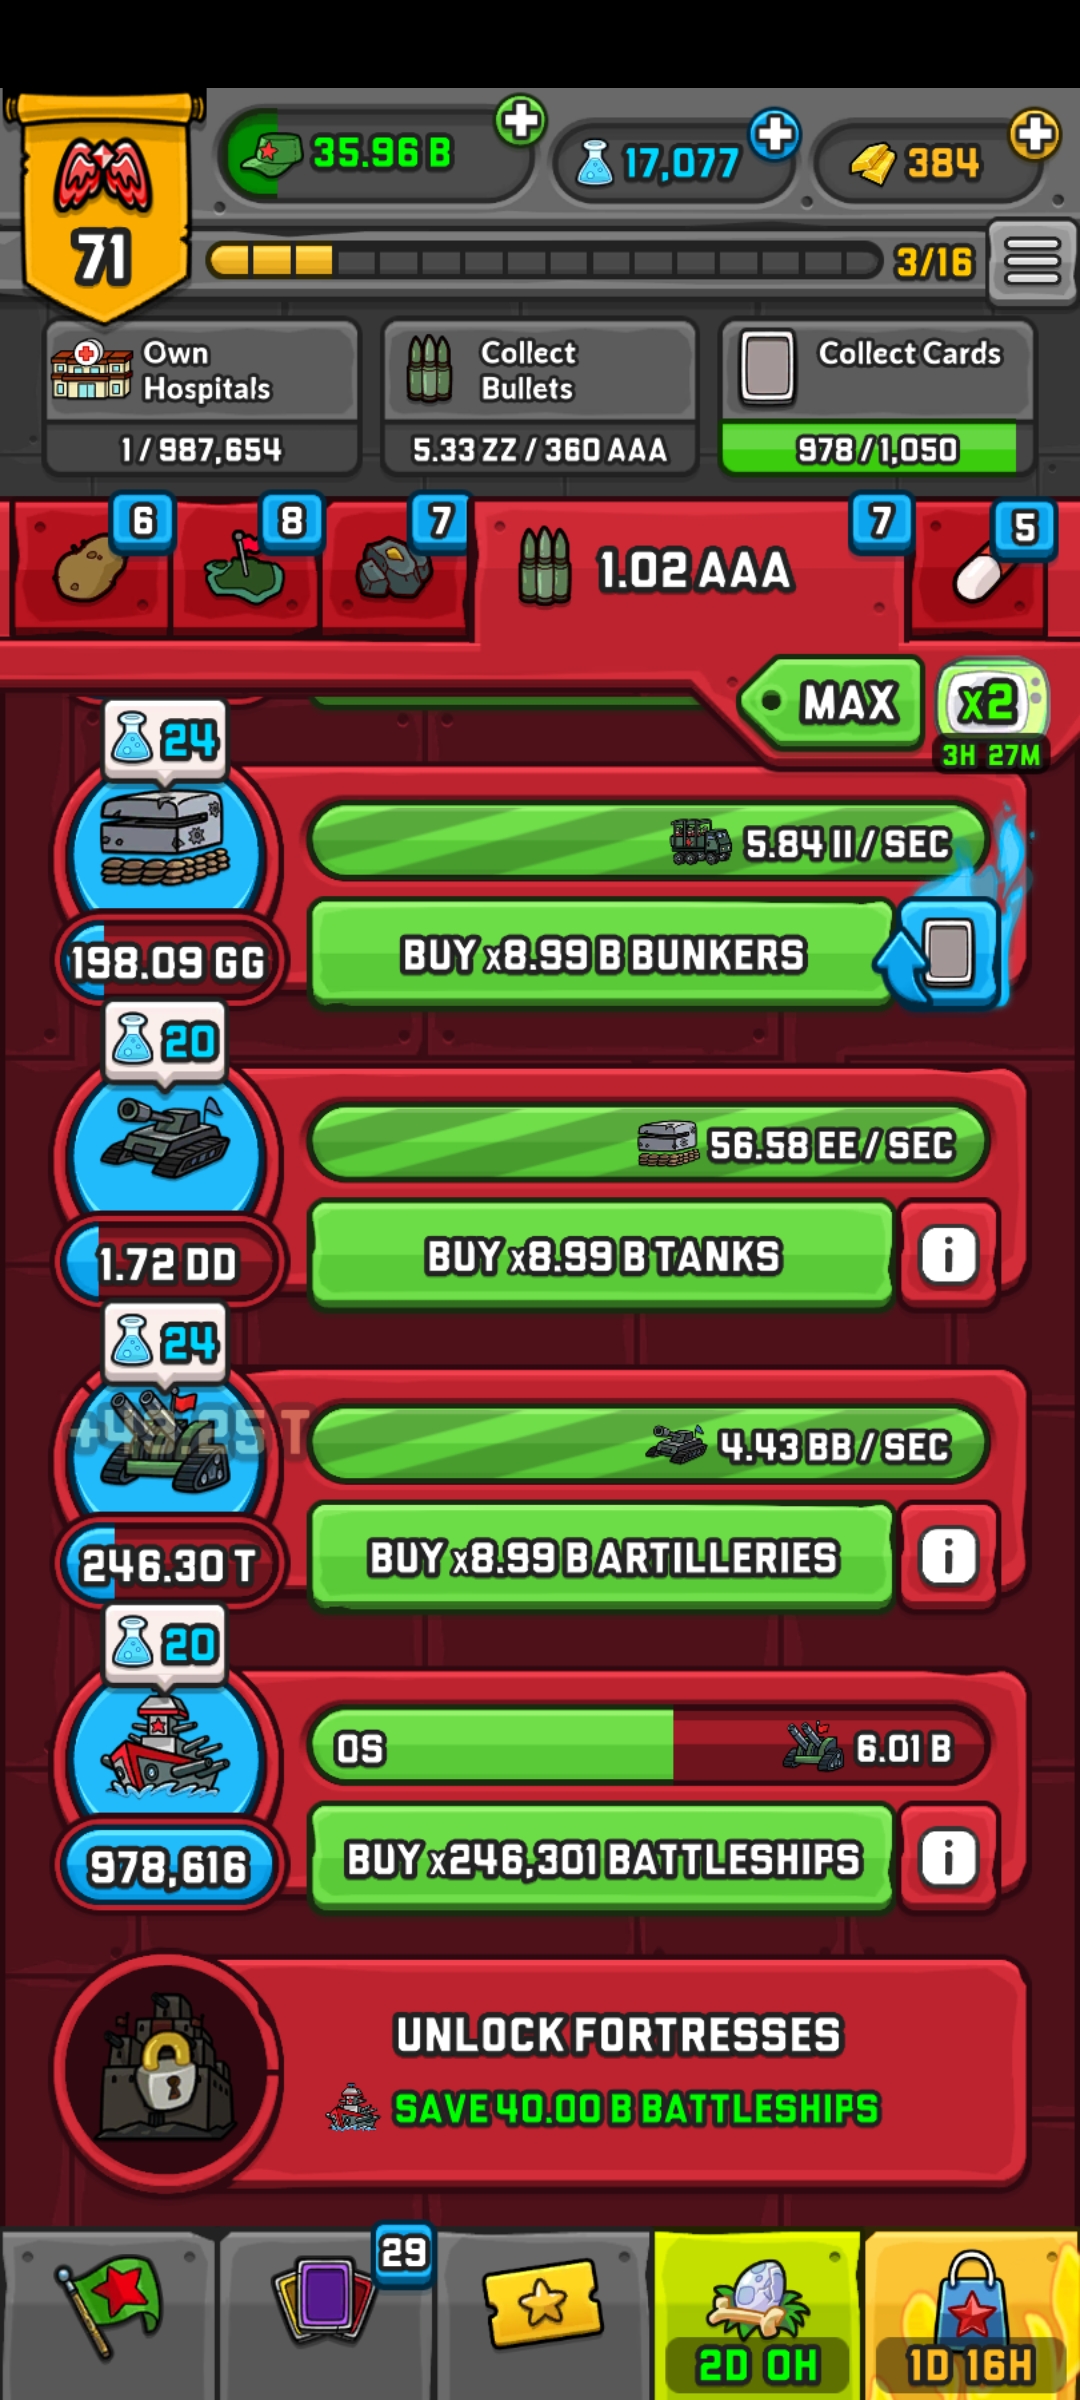 71
35.96 B
17,077
384
3/16
Own
Hospitals
1 / 987,654
Collect
Bullets
5.33 ZZ / 360 AAA
Collect Cards
978 / 1,050
6
8
7
1.02 AAA
7
5
MAX
x2
3H 27M
24
5.84 II / SEC
198.09 GG
BUY x8.99 B BUNKERS
20
56.58 EE / SEC
1.72 DD
BUY x8.99 B TANKS
i
24
+49.25 T
4.43 BB / SEC
246.30 T
BUY x8.99 B ARTILLERIES
i
20
0S
6.01 B
978,616
BUY x246,301 BATTLESHIPS
i
UNLOCK FORTRESSES
SAVE 40.00 B BATTLESHIPS
29
2D 0H
1D 16H